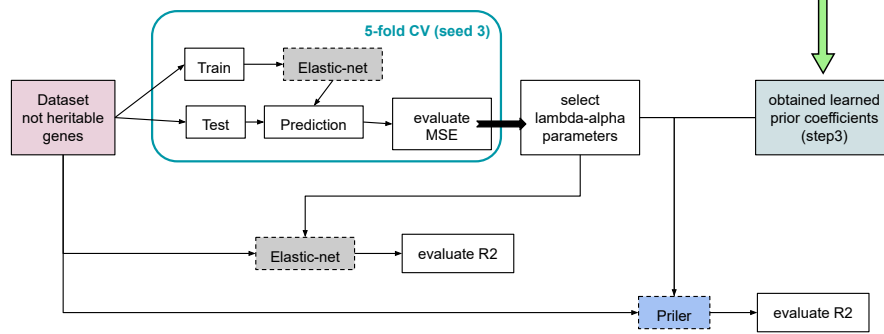 5-fold CV (seed 3)
Train
Elastic-net
Dataset
not heritable
genes
Test
Prediction
evaluate
MSE
select
lambda-alpha
parameters
obtained learned
prior coefficients
(step3)
Elastic-net
evaluate R2
Priler
evaluate R2